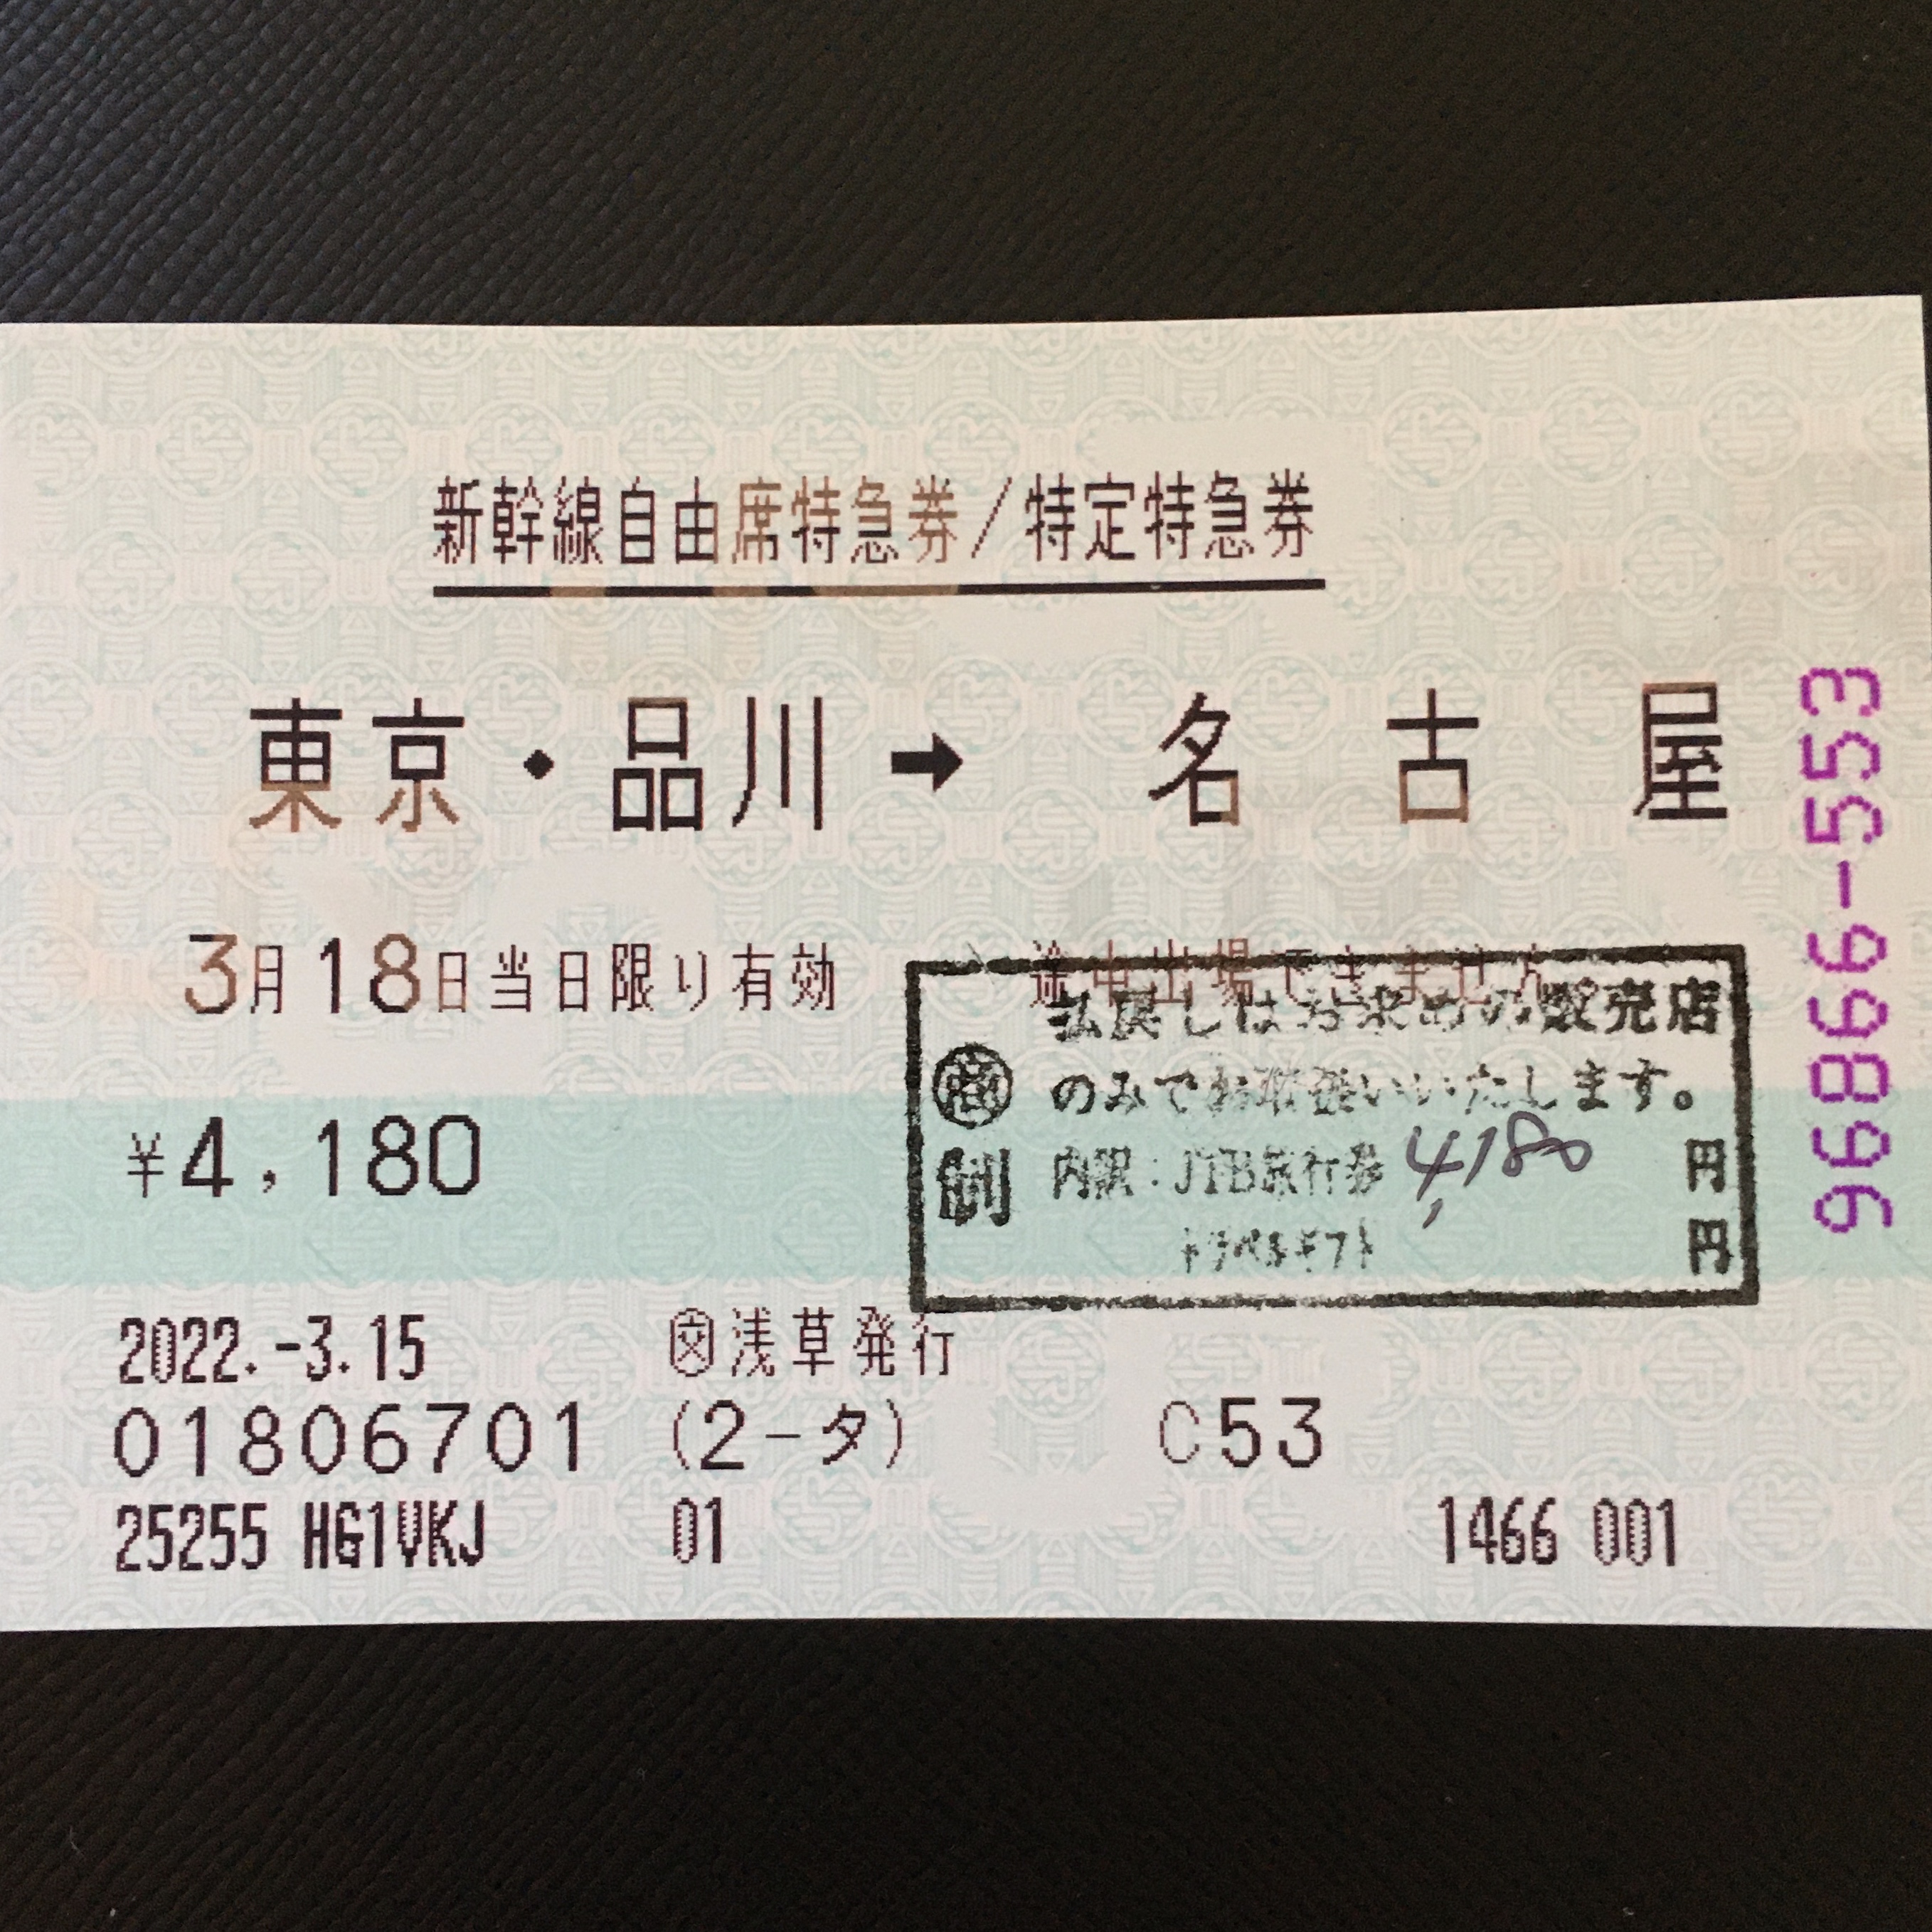 新幹線自由席特急券/特定特急券
東京・品川➡名古屋
3月18日当日限り有効 途中出場できません。
払戻しはお求めの販売店
のみでお取扱いいたします。
商
制
¥4,180
内訳:JTB旅行券 4,180 円
トラベルギフト 円
2022.-3.15 交浅草発行
01806701 (2-タ) C53
25255 HG1VKJ 01 1466 001
96866-553